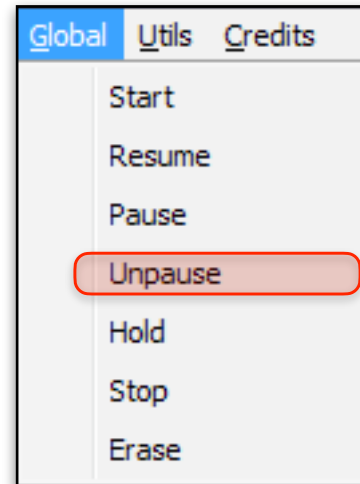 Global Utils Credits
Start
Resume
Pause
Unpause
Hold
Stop
Erase